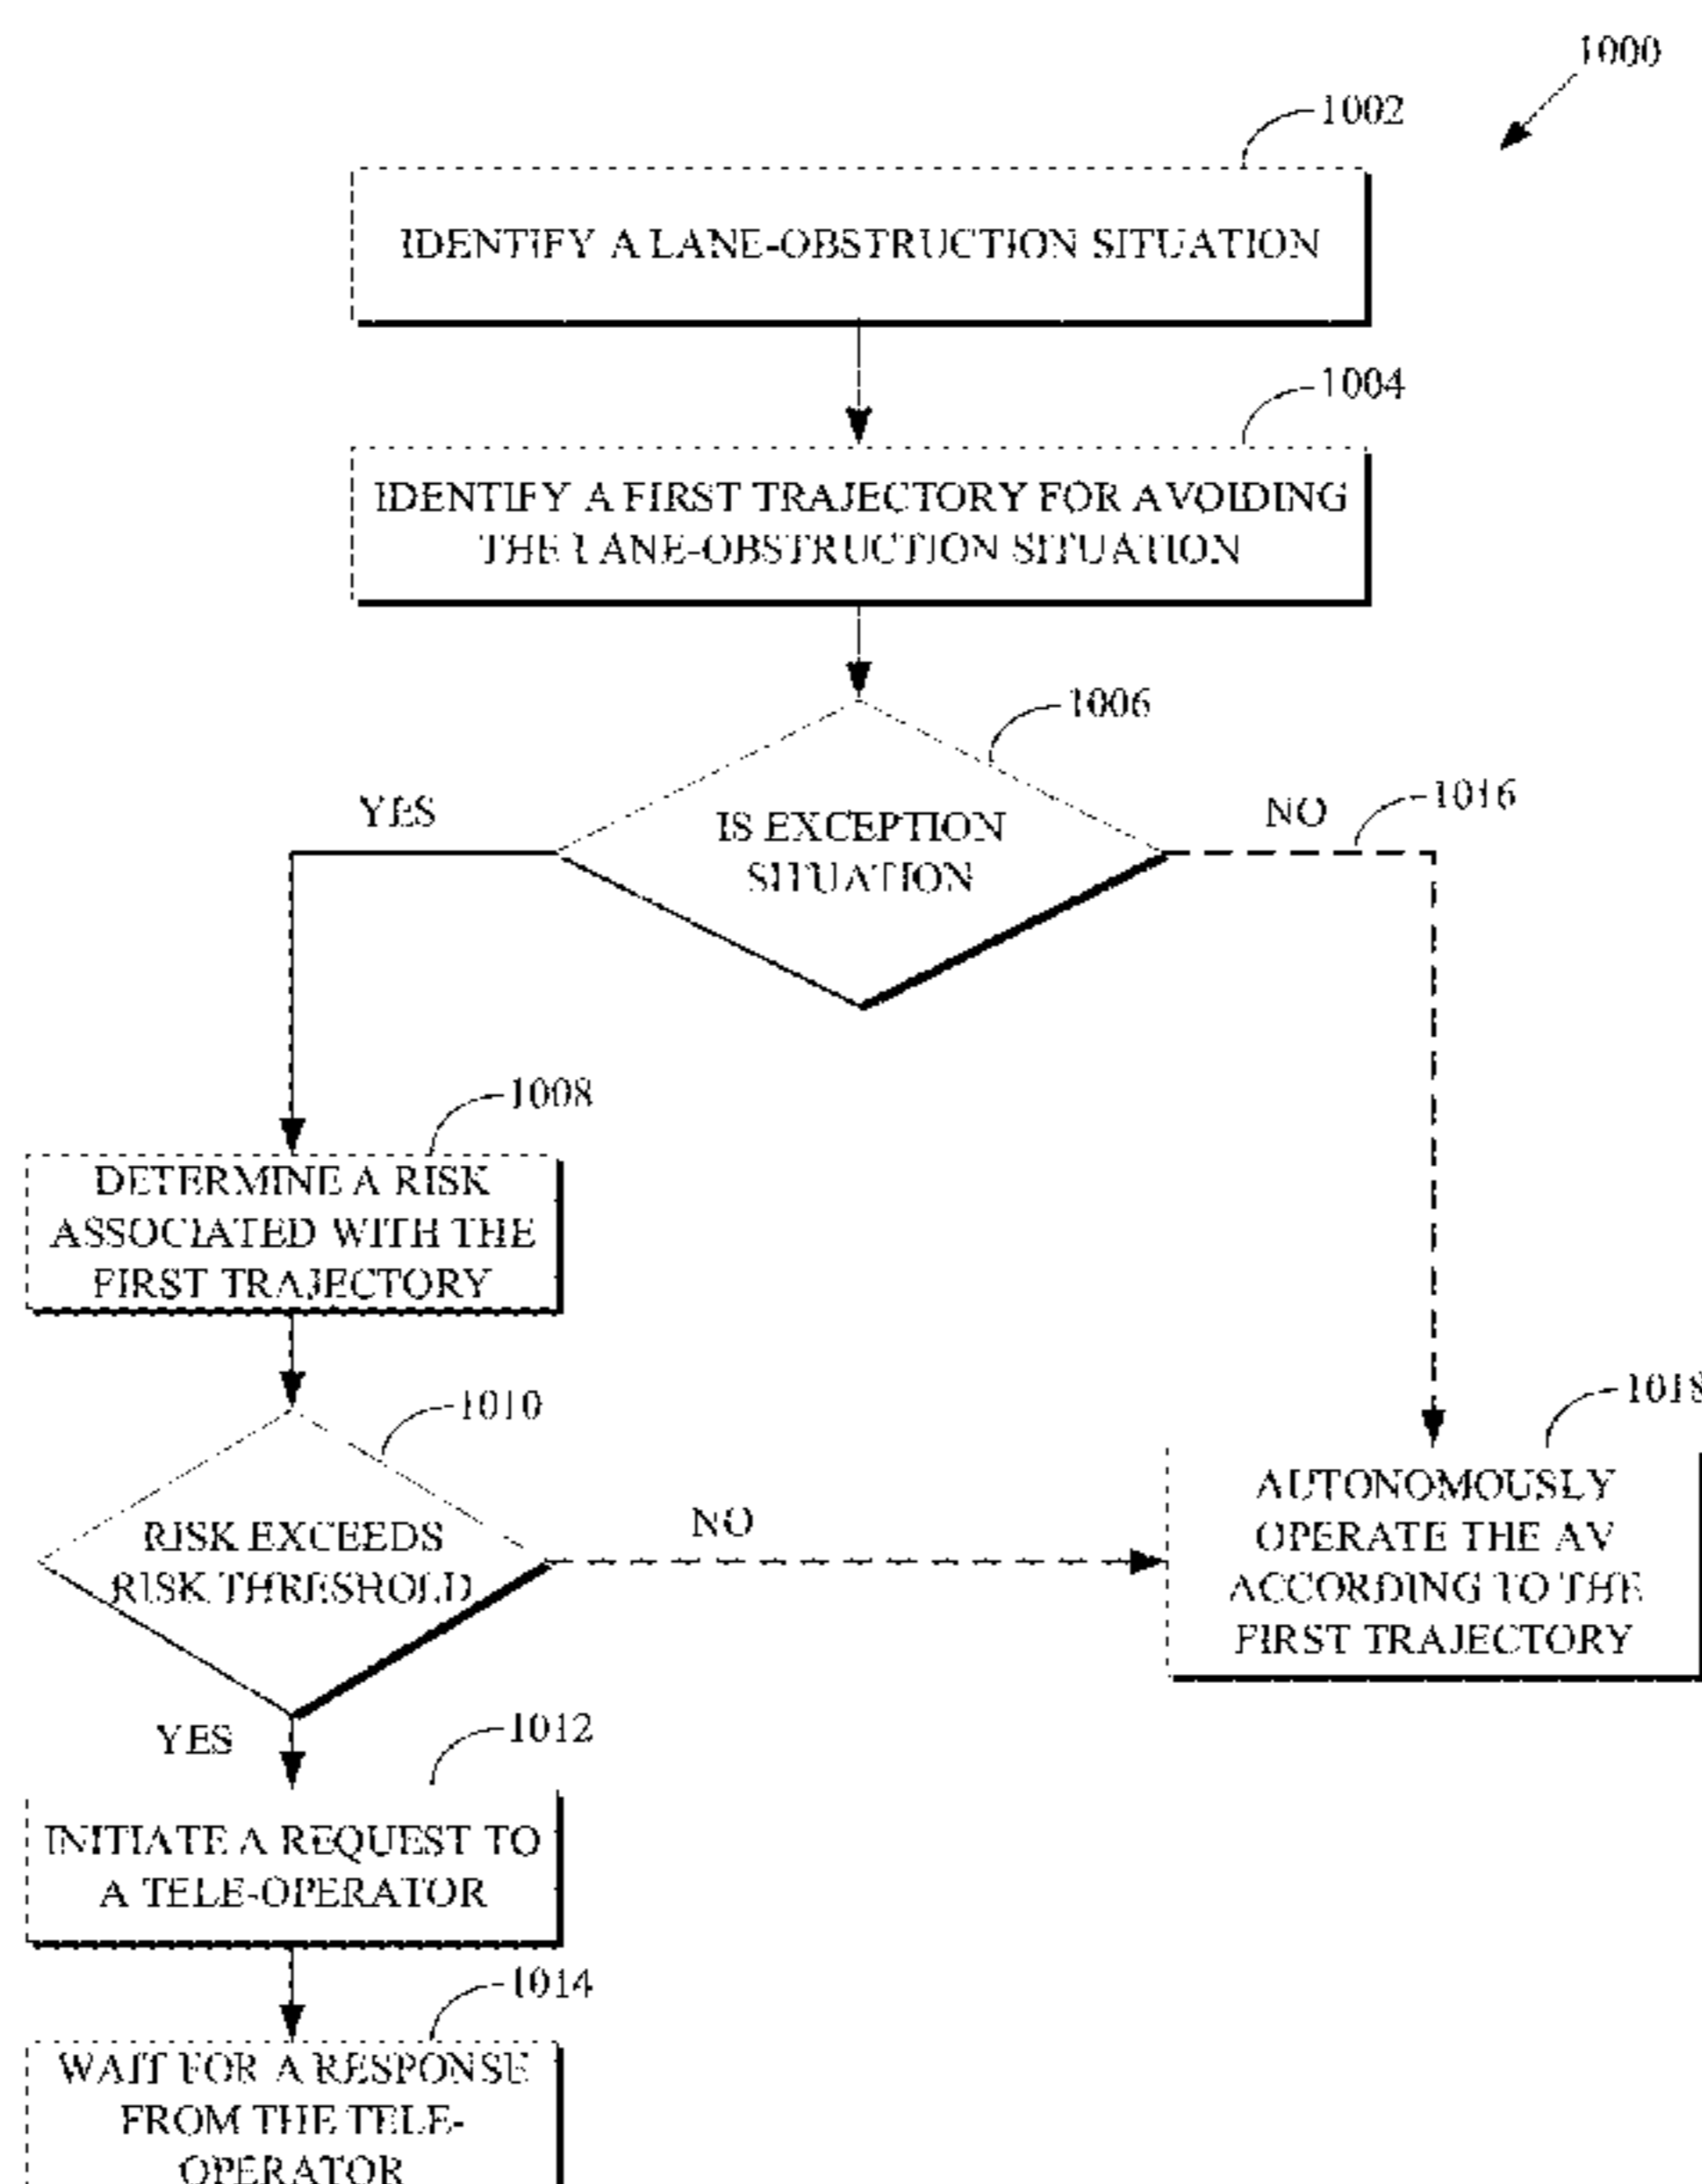 1000
1002
IDENTIFY A LANE-OBSTRUCTION SITUATION
1004
IDENTIFY A FIRST TRAJECTORY FOR AVOIDING
THE LANE-OBSTRUCTION SITUATION
1006
YES
IS EXCEPTION
SITUATION
NO
1016
1008
DETERMINE A RISK
ASSOCIATED WITH THE
FIRST TRAJECTORY
1010
RISK EXCEEDS
RISK THRESHOLD
NO
1018
AUTONOMOUSLY
OPERATE THE AV
ACCORDING TO THE
FIRST TRAJECTORY
YES
1012
INITIATE A REQUEST TO
A TELE-OPERATOR
1014
WAIT FOR A RESPONSE
FROM THE TELE-
OPERATOR